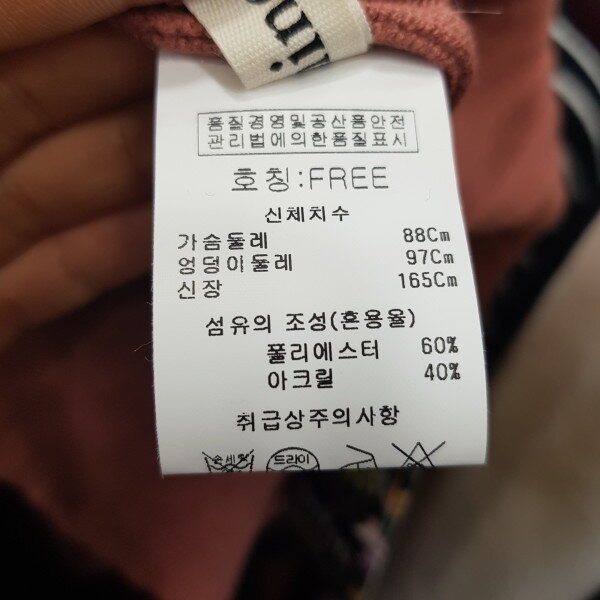 품질경영및공산품안전
관리법에의한품질표시
호칭:FREE
신체치수
가슴둘레 88Cm
엉덩이둘레 97Cm
신장 165Cm
섬유의 조성(혼용율)
폴리에스터 60%
아크릴 40%
취급상주의사항
손세탁 드라이